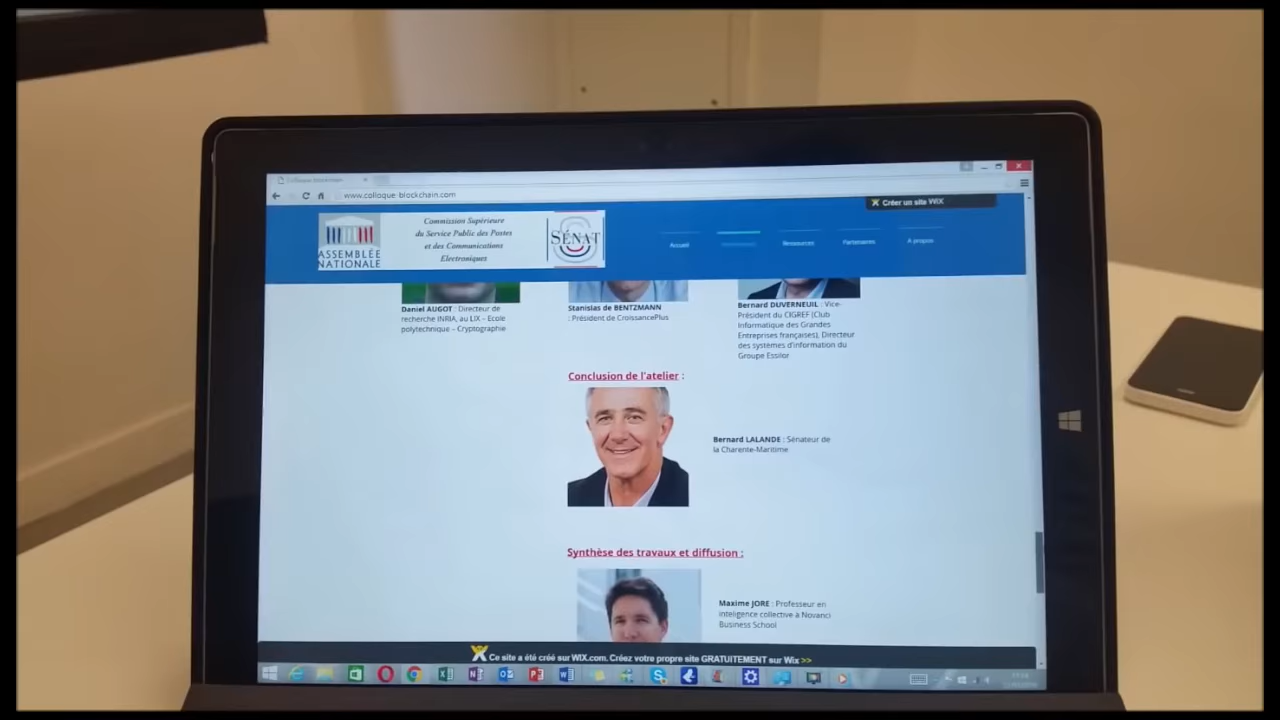 www.colloque-blockchain.com
Créer un site WIX
ASSEMBLÉE
NATIONALE
Commission Supérieure
du Service Public des Postes
et des Communications
Electroniques
SÉNAT
Accueil
Ressources
Partenaires
A propos
Daniel AUGOT : Directeur de
recherche INRIA, au LIX – Ecole
polytechnique – Cryptographie
Stanislas de BENTZMANN
: Président de CroissancePlus
Bernard DUVERNEUIL : Vice-
Président du CIGREF (Club
Informatique des Grandes
Entreprises françaises), Directeur
des systèmes d'information du
Groupe Essilor
Conclusion de l'atelier :
Bernard LALANDE : Sénateur de
la Charente-Maritime
Synthèse des travaux et diffusion :
Maxime JORE : Professeur en
inteligence collective à Novanci
Business School
Ce site a été créé sur WIX.com. Créez votre propre site GRATUITEMENT sur Wix >>